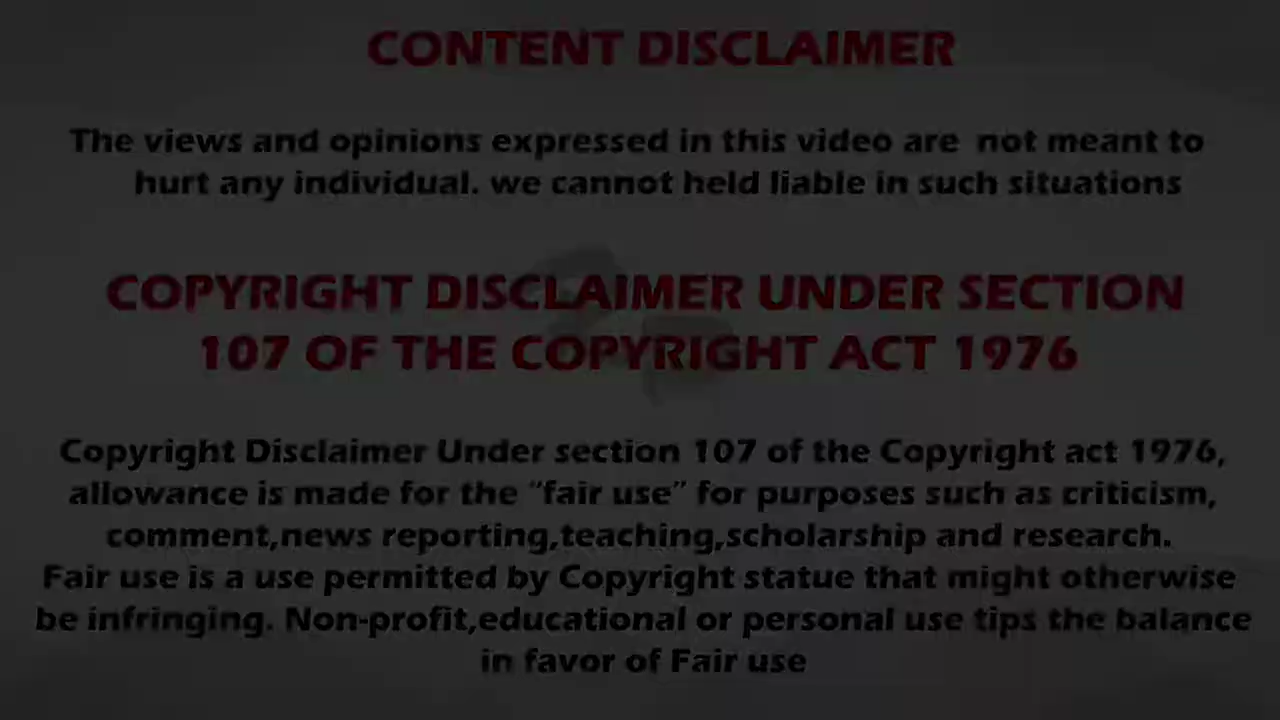 CONTENT DISCLAIMER
The views and opinions expressed in this video are not meant to
hurt any individual. we cannot held liable in such situations
COPYRIGHT DISCLAIMER UNDER SECTION
107 OF THE COPYRIGHT ACT 1976
Copyright Disclaimer Under section 107 of the Copyright act 1976,
allowance is made for the “fair use” for purposes such as criticism,
comment,news reporting,teaching,scholarship and research.
Fair use is a use permitted by Copyright statue that might otherwise
be infringing. Non-profit,educational or personal use tips the balance
in favor of Fair use